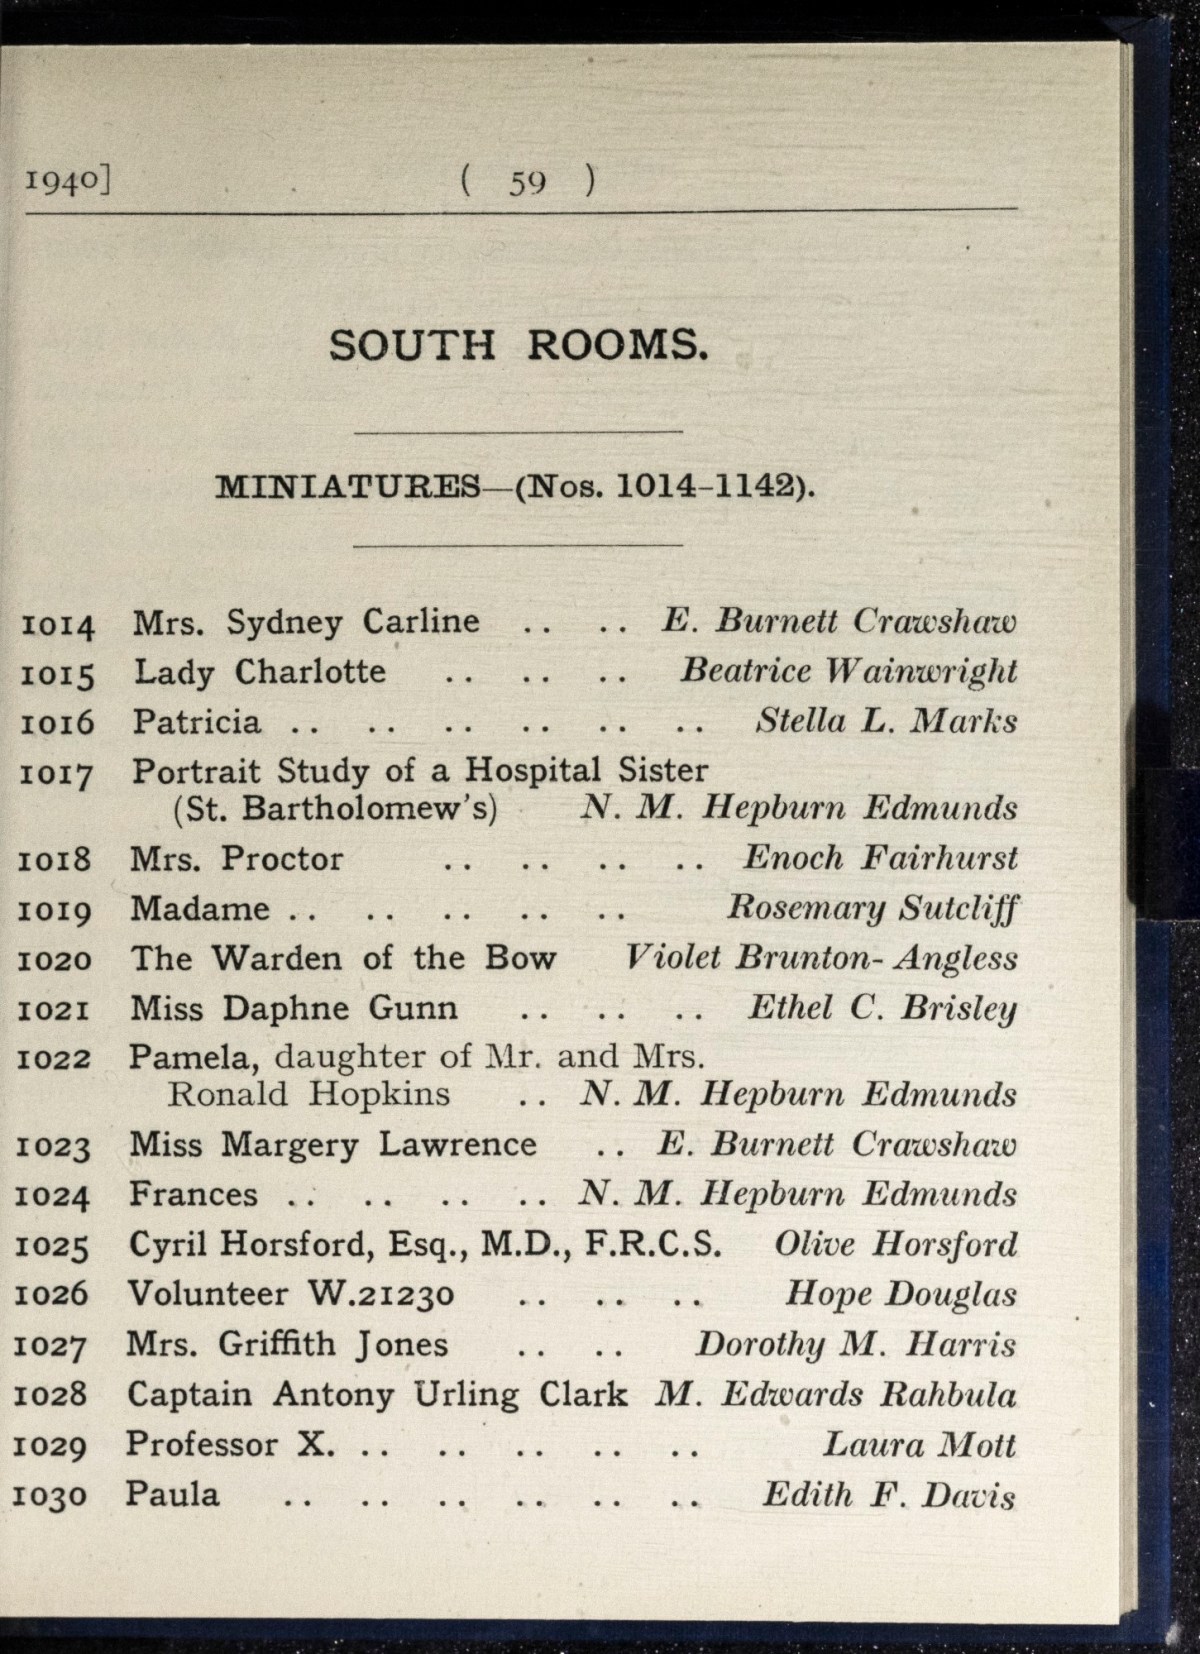 1940] ( 59 )
SOUTH ROOMS.
MINIATURES—(Nos. 1014-1142).
1014 Mrs. Sydney Carline .. .. E. Burnett Crawshaw
1015 Lady Charlotte .. .. .. Beatrice Wainwright
1016 Patricia .. .. .. .. .. .. Stella L. Marks
1017 Portrait Study of a Hospital Sister
(St. Bartholomew's) N. M. Hepburn Edmunds
1018 Mrs. Proctor .. .. .. .. Enoch Fairhurst
1019 Madame .. .. .. .. .. Rosemary Sutcliff
1020 The Warden of the Bow Violet Brunton-Angless
1021 Miss Daphne Gunn .. .. .. Ethel C. Brisley
1022 Pamela, daughter of Mr. and Mrs.
Ronald Hopkins .. N. M. Hepburn Edmunds
1023 Miss Margery Lawrence .. E. Burnett Crawshaw
1024 Frances .. .. .. .. N. M. Hepburn Edmunds
1025 Cyril Horsford, Esq., M.D., F.R.C.S. Olive Horsford
1026 Volunteer W.21230 .. .. .. Hope Douglas
1027 Mrs. Griffith Jones .. .. Dorothy M. Harris
1028 Captain Antony Urling Clark M. Edwards Rahbula
1029 Professor X. .. .. .. .. .. Laura Mott
1030 Paula .. .. .. .. .. .. Edith F. Davis